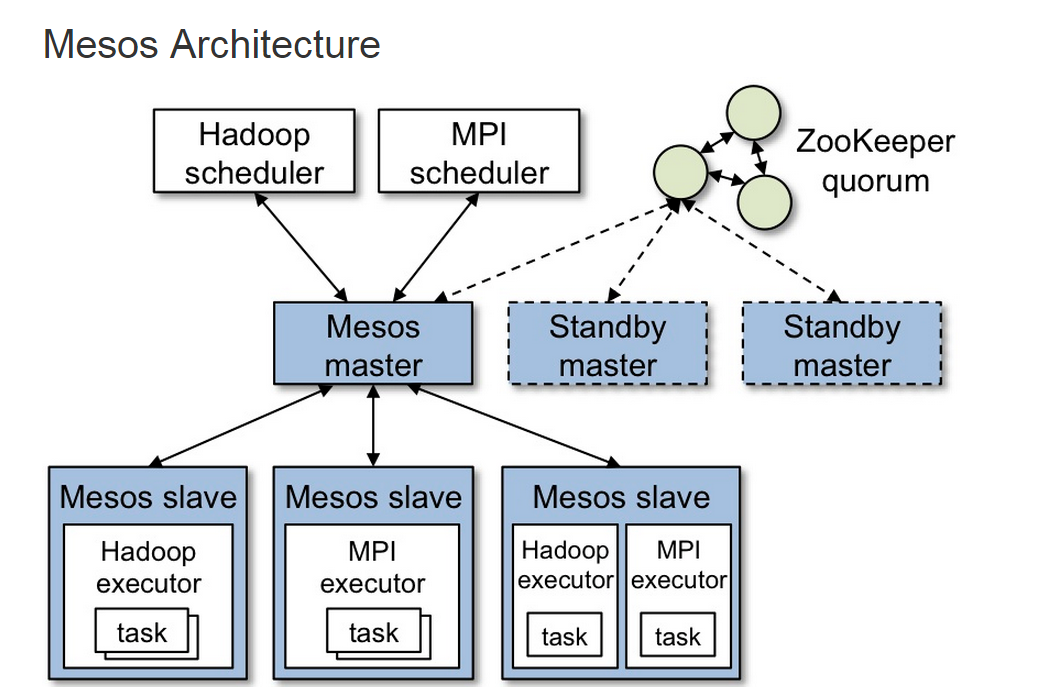 Mesos Architecture
Hadoop
scheduler
MPI
scheduler
ZooKeeper
quorum
Mesos
master
Standby
master
Standby
master
Mesos slave
Hadoop
executor
task
Mesos slave
MPI
executor
task
Mesos slave
Hadoop
executor
task
MPI
executor
task